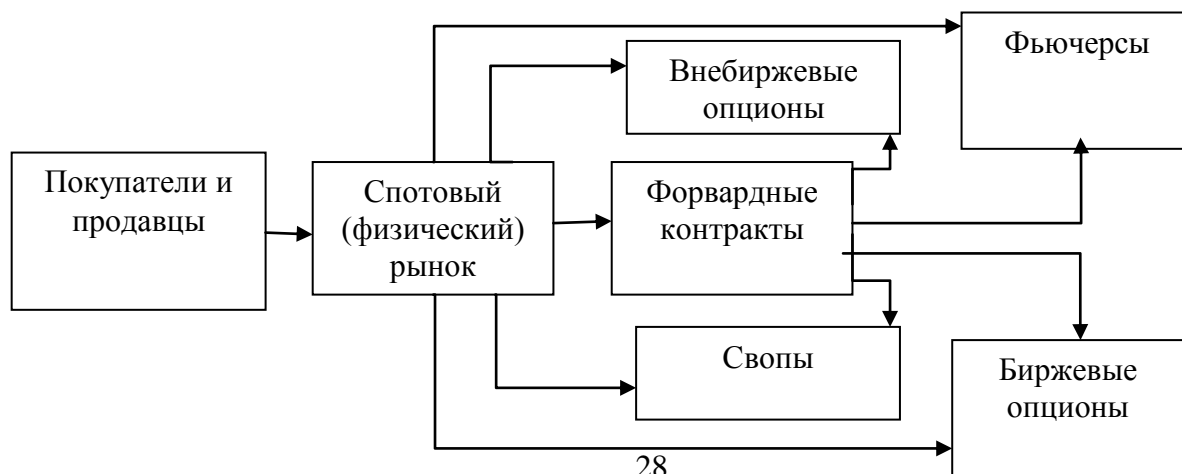 Фьючерсы
Внебиржевые
опционы
Покупатели и
продавцы
Спотовый
(физический)
рынок
Форвардные
контракты
Свопы
Биржевые
опционы
28